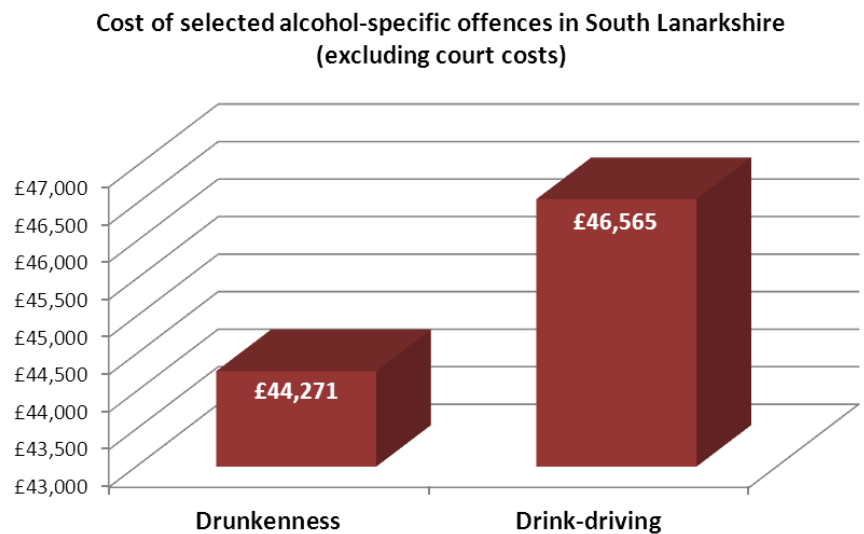 Cost of selected alcohol-specific offences in South Lanarkshire
(excluding court costs)
£47,000
£46,500
£46,000
£45,500
£45,000
£44,500
£44,000
£43,500
£43,000
£44,271
£46,565
Drunkenness
Drink-driving